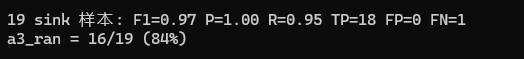 19 sink 样本: F1=0.97 P=1.00 R=0.95 TP=18 FP=0 FN=1
a3_ran = 16/19 (84%)